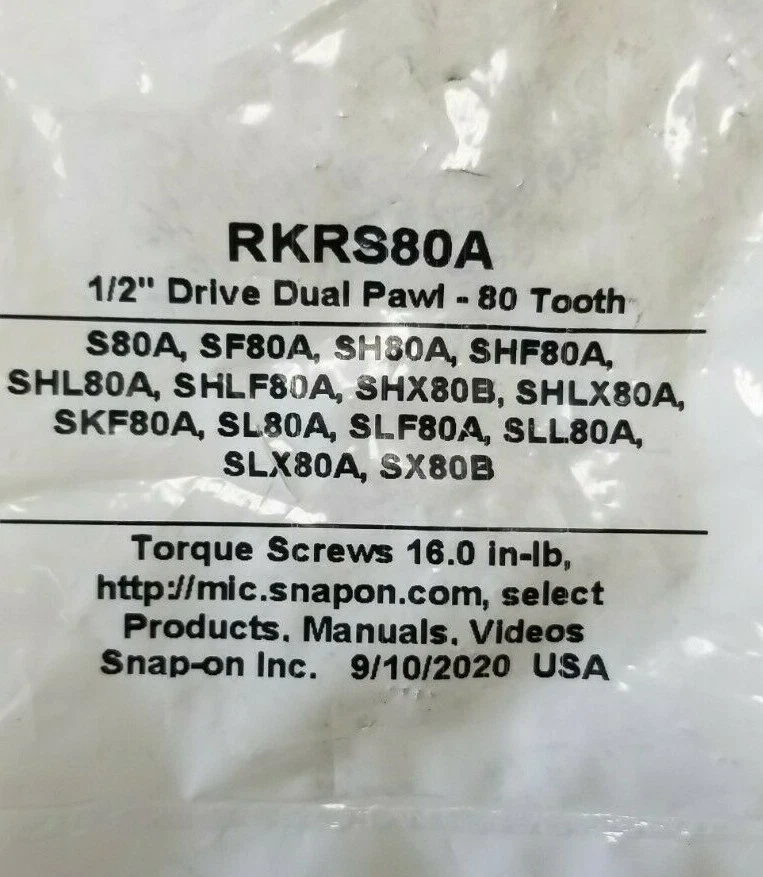 RKRS80A
1/2" Drive Dual Pawl - 80 Tooth
S80A, SF80A, SH80A, SHF80A,
SHL80A, SHLF80A, SHX80B, SHLX80A,
SKF80A, SL80A, SLF80A, SLL80A,
SLX80A, SX80B
Torque Screws 16.0 in-lb,
http://mic.snapon.com, select
Products. Manuals. Videos
Snap-on Inc. 9/10/2020 USA